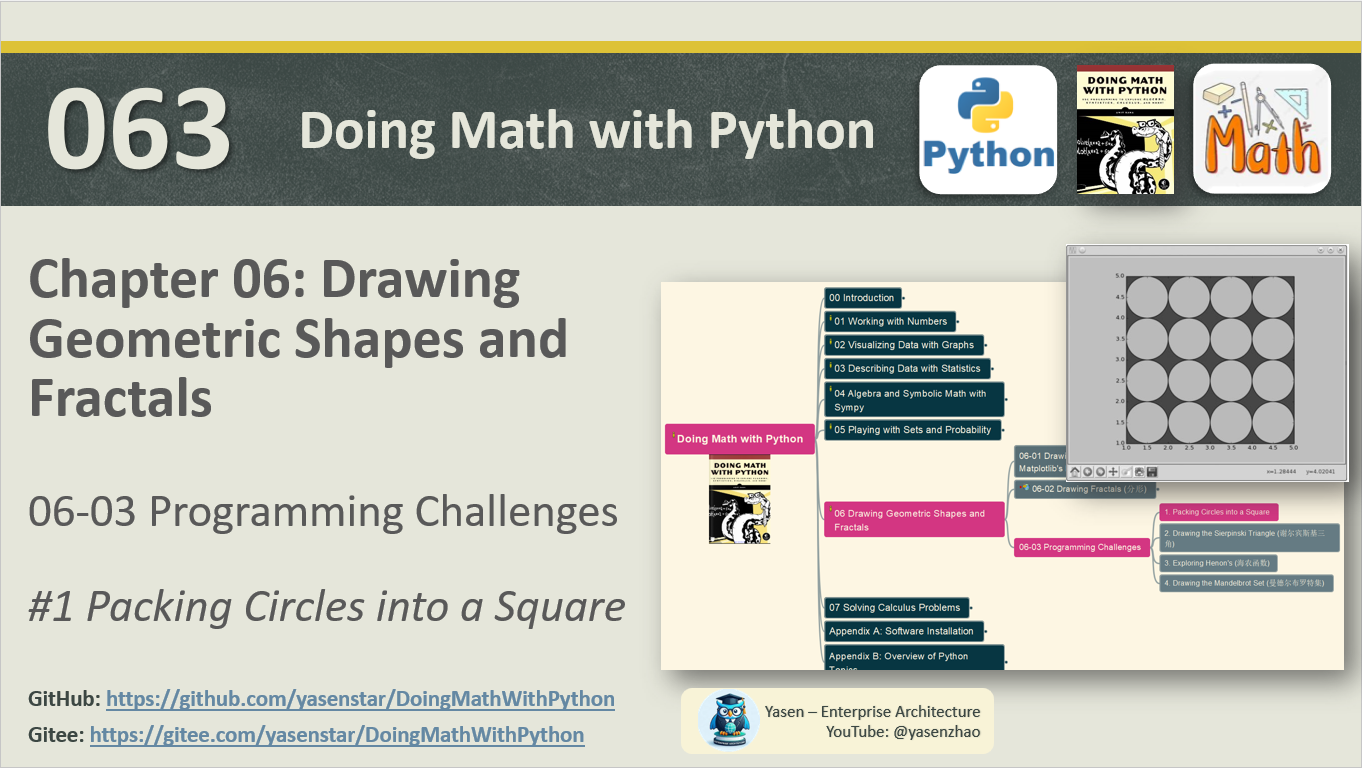 063
Doing Math with Python
Python
DOING MATH
WITH PYTHON
Math
Chapter 06: Drawing
Geometric Shapes and
Fractals
06-03 Programming Challenges
#1 Packing Circles into a Square
GitHub: https://github.com/yasenstar/DoingMathWithPython
Gitee: https://gitee.com/yasenstar/DoingMathWithPython
Doing Math with Python
DOING MATH
WITH PYTHON
00 Introduction
01 Working with Numbers
02 Visualizing Data with Graphs
03 Describing Data with Statistics
04 Algebra and Symbolic Math with
Sympy
05 Playing with Sets and Probability
06 Drawing Geometric Shapes and
Fractals
06-01 Drawi
Matplotlib's
06-02 Drawing Fractals (分形)
06-03 Programming Challenges
1. Packing Circles into a Square
2. Drawing the Sierpinski Triangle (谢尔宾斯基三
角)
3. Exploring Henon's (海农函数)
4. Drawing the Mandelbrot Set (曼德尔布罗特集)
07 Solving Calculus Problems
Appendix A: Software Installation
Appendix B: Overview of Python
Topics
5.0
4.5
4.0
3.5
3.0
2.5
2.0
1.5
1.0
1.0 1.5 2.0 2.5 3.0 3.5 4.0 4.5 5.0
x=1.28444 y=4.02041
Yasen – Enterprise Architecture
YouTube: @yasenzhao